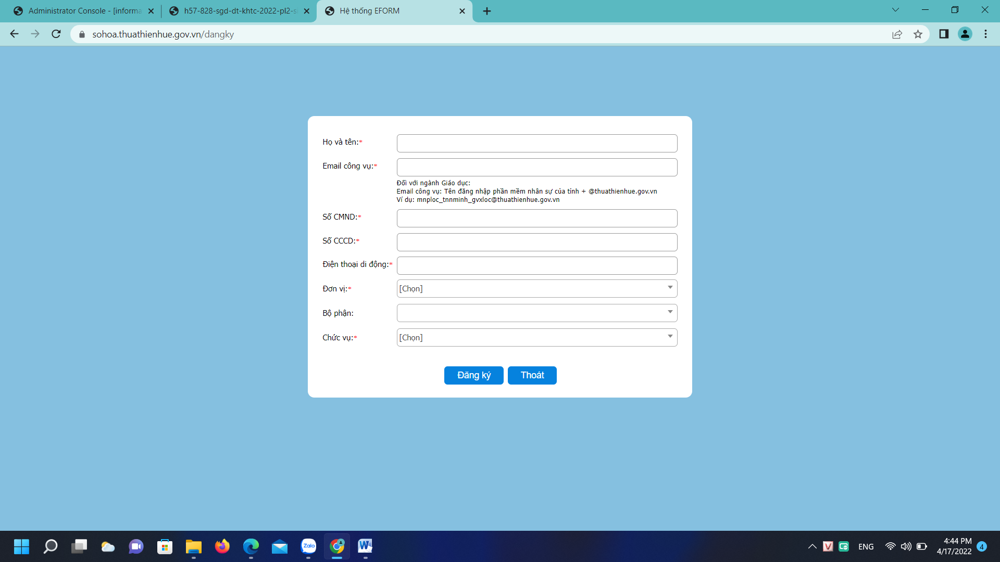 Administrator Console - [informa
h57-828-sgd-dt-khtc-2022-pl2-s
Hệ thống EFORM
sohoa.thuathienhue.gov.vn/dangky
Họ và tên:*
Email công vụ:*
Đối với ngành Giáo dục:
Email công vụ: Tên đăng nhập phần mềm nhân sự của tỉnh + @thuathienhue.gov.vn
Ví dụ: mnploc_tnnminh_gvxloc@thuathienhue.gov.vn
Số CMND:*
Số CCCD:*
Điện thoại di động:*
Đơn vị:* [Chọn]
Bộ phận:
Chức vụ:* [Chọn]
Đăng ký Thoát
Zalo
W
V
ENG
4:44 PM
4/17/2022
4